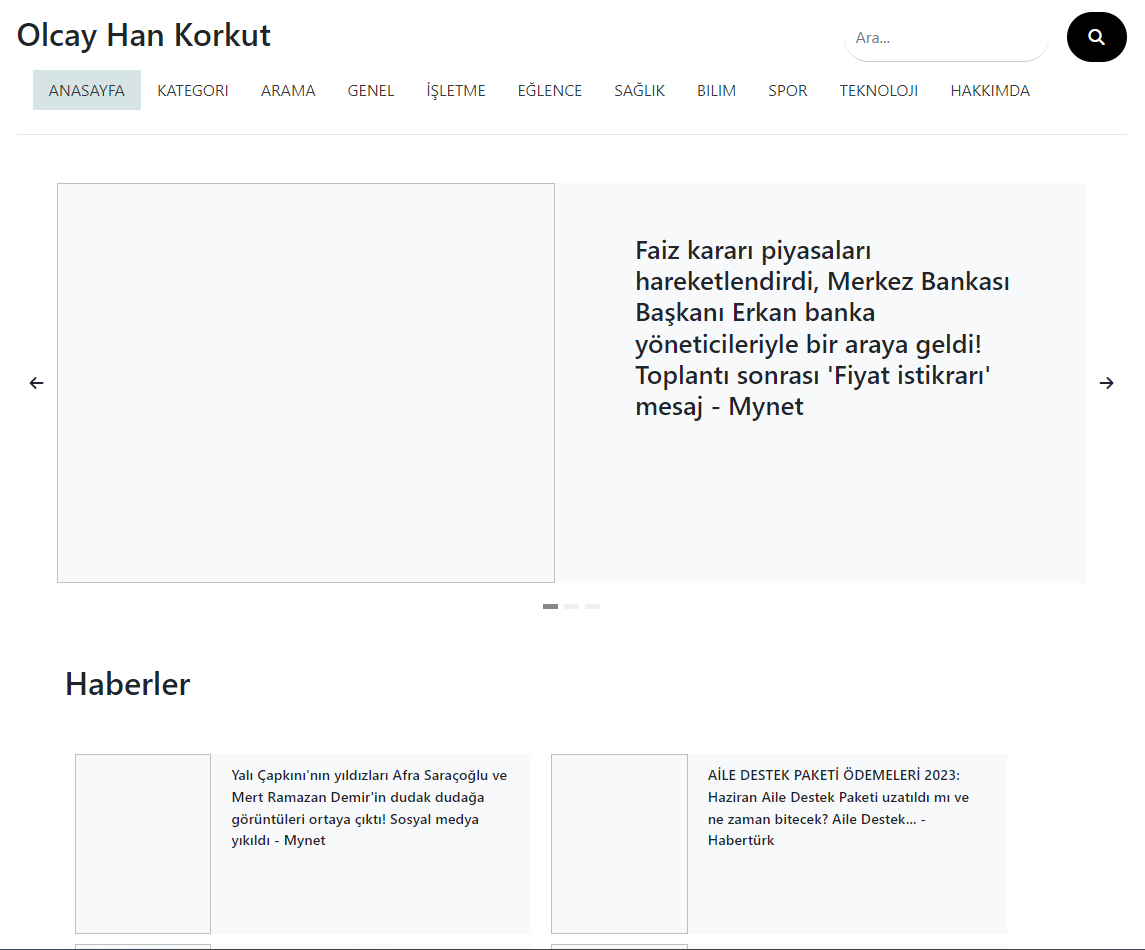 Olcay Han Korkut
Ara...
ANASAYFA KATEGORI ARAMA GENEL İŞLETME EĞLENCE SAĞLIK BILIM SPOR TEKNOLOJI HAKKIMDA
Faiz kararı piyasaları
hareketlendirdi, Merkez Bankası
Başkanı Erkan banka
yöneticileriyle bir araya geldi!
Toplantı sonrası 'Fiyat istikrarı'
mesaj - Mynet
Haberler
Yalı Çapkını'nın yıldızları Afra Saraçoğlu ve
Mert Ramazan Demir'in dudak dudağa
görüntüleri ortaya çıktı! Sosyal medya
yıkıldı - Mynet
AİLE DESTEK PAKETİ ÖDEMELERİ 2023:
Haziran Aile Destek Paketi uzatıldı mı ve
ne zaman bitecek? Aile Destek... -
Habertürk